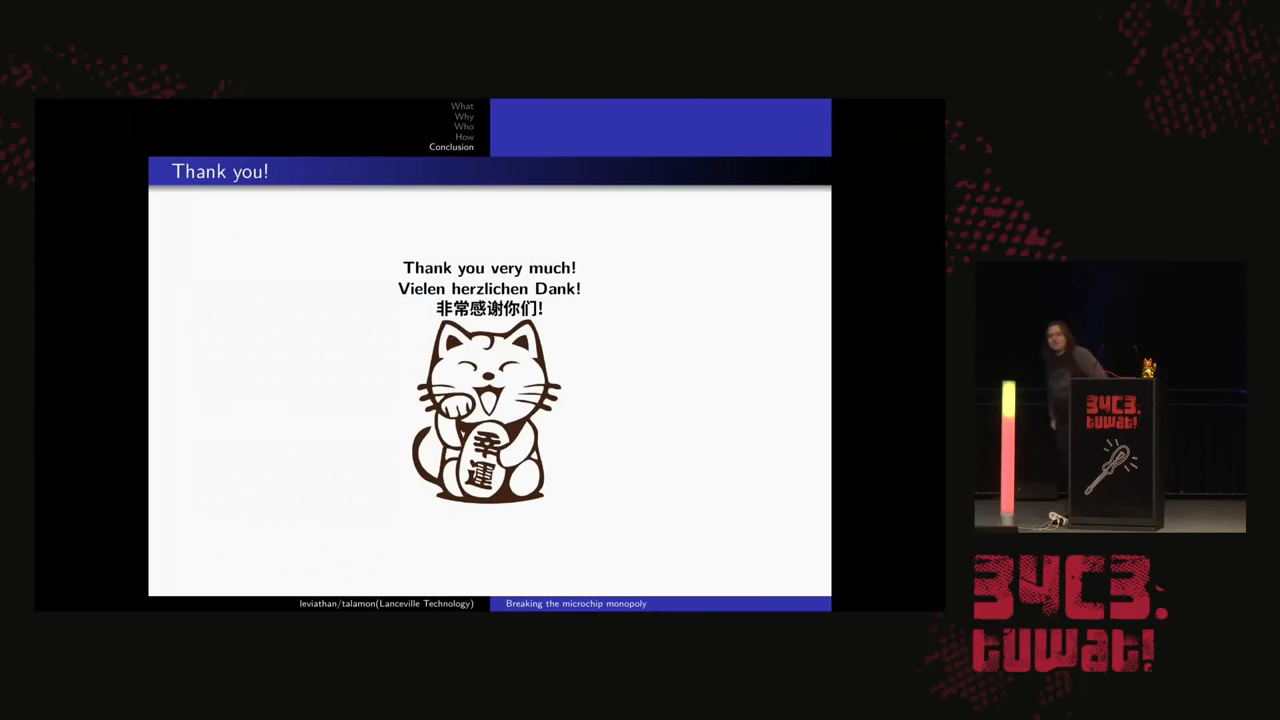 What
Why
Who
How
Conclusion
Thank you!
Thank you very much!
Vielen herzlichen Dank!
非常感谢你们!
幸
運
leviathan/talamon(Lanceville Technology)
Breaking the microchip monopoly
34C3.
tuwat!
34C3.
tuwat!